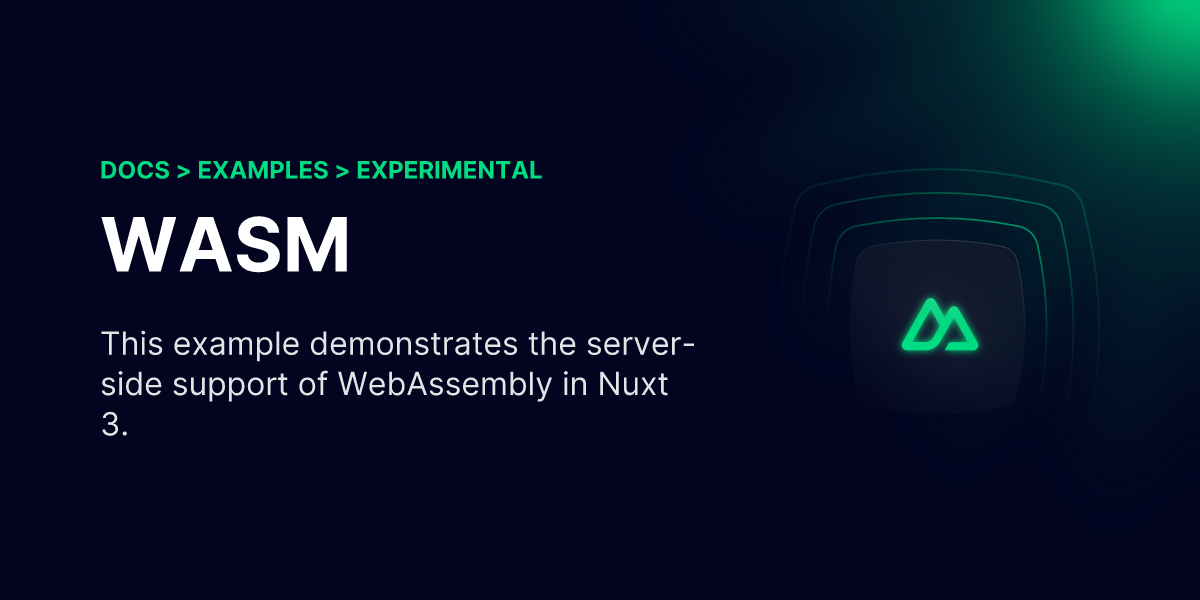 DOCS > EXAMPLES > EXPERIMENTAL
WASM
This example demonstrates the server-
side support of WebAssembly in Nuxt
3.